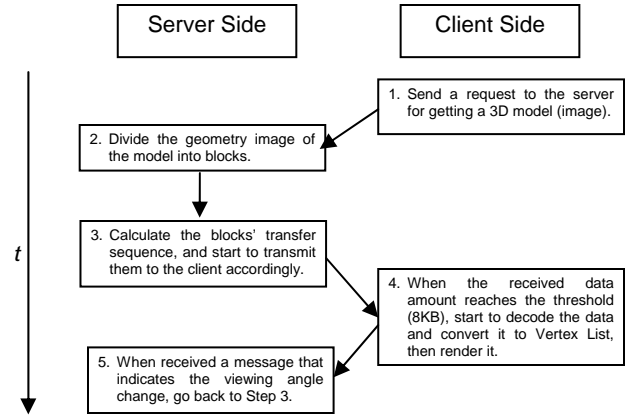 Server Side
Client Side
t
1. Send a request to the server
for getting a 3D model (image).
2. Divide the geometry image of
the model into blocks.
3. Calculate the blocks' transfer
sequence, and start to transmit
them to the client accordingly.
4. When the received data
amount reaches the threshold
(8KB), start to decode the data
and convert it to Vertex List,
then render it.
5. When received a message that
indicates the viewing angle
change, go back to Step 3.